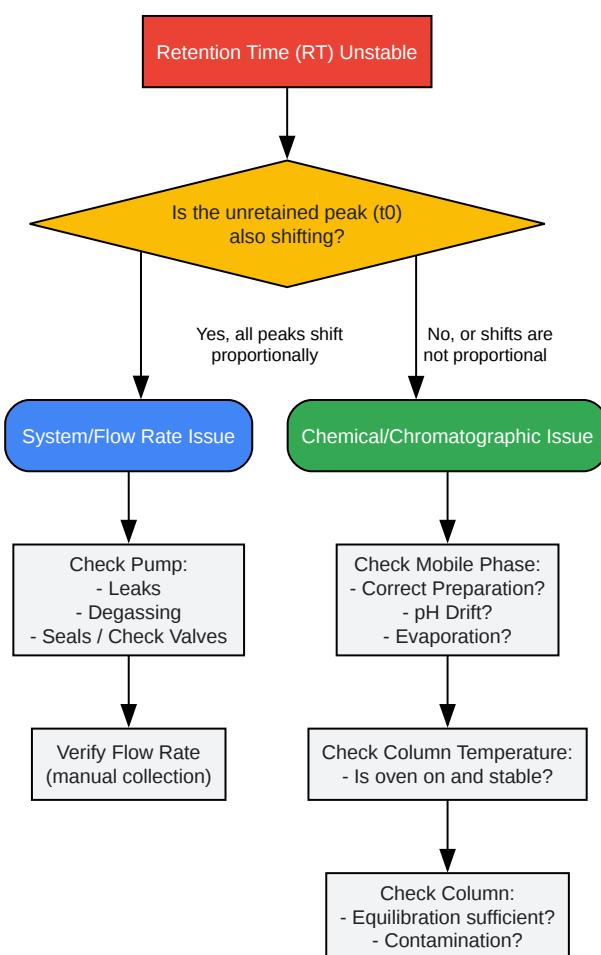 Retention Time (RT) Unstable
Is the unretained peak (t0)
also shifting?
Yes, all peaks shift
proportionally
No, or shifts are
not proportional
System/Flow Rate Issue
Chemical/Chromatographic Issue
Check Pump:
- Leaks
- Degassing
- Seals / Check Valves
Check Mobile Phase:
- Correct Preparation?
- pH Drift?
- Evaporation?
Verify Flow Rate
(manual collection)
Check Column Temperature:
- Is oven on and stable?
Check Column:
- Equilibration sufficient?
- Contamination?